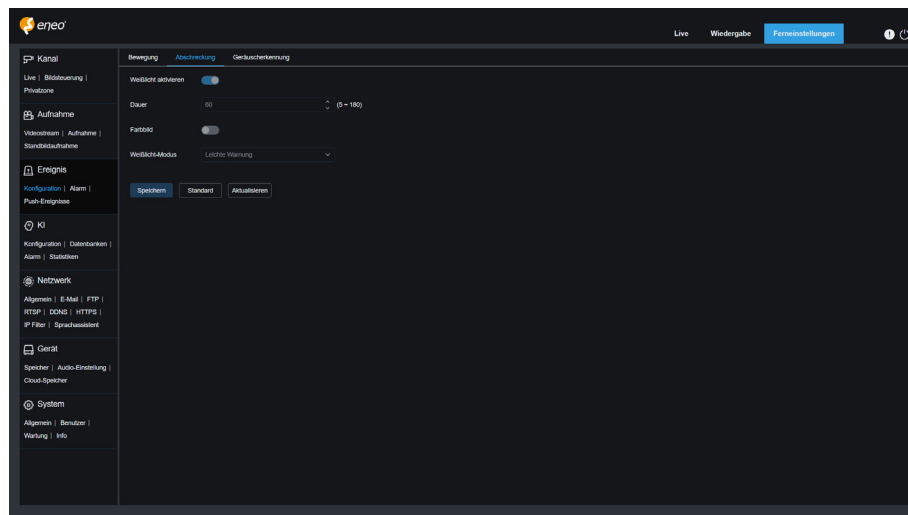 eneo
Live Wiedergabe Ferneinstellungen
Kanal
Live | Bildsteuerung |
Privatzone
Aufnahme
Videostream | Aufnahme |
Standbildaufnahme
Ereignis
Konfiguration | Alarm |
Push-Ereignisse
KI
Konfiguration | Datenbanken |
Alarm | Statistiken
Netzwerk
Allgemein | E-Mail | FTP |
RTSP | DDNS | HTTPS |
IP Filter | Sprachassistent
Gerät
Speicher | Audio-Einstellung |
Cloud-Speicher
System
Allgemein | Benutzer |
Wartung | Info
Bewegung Abschreckung Geräuscherkennung
Weißlicht aktivieren
Dauer 60 (5 ~ 180)
Farbbild
Weißlicht-Modus Leichte Warnung
Speichern Standard Aktualisieren